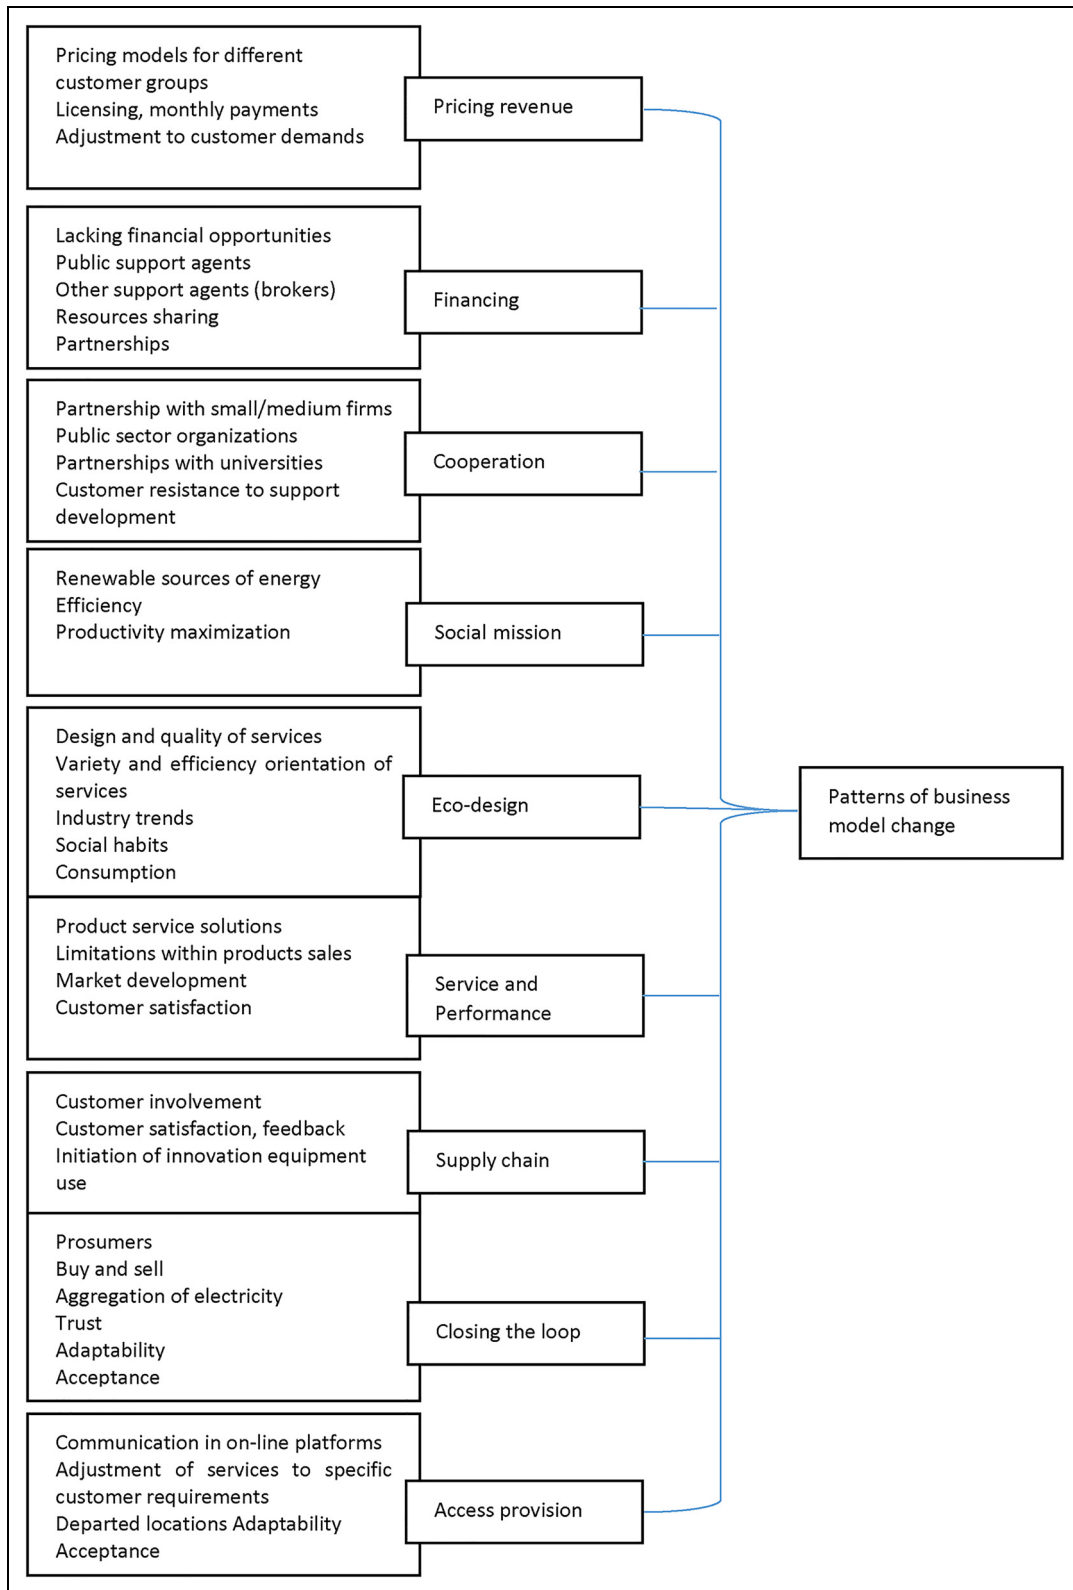 Pricing models for different
customer groups
Licensing, monthly payments
Adjustment to customer demands
Pricing revenue
Lacking financial opportunities
Public support agents
Other support agents (brokers)
Resources sharing
Partnerships
Financing
Partnership with small/medium firms
Public sector organizations
Partnerships with universities
Customer resistance to support
development
Cooperation
Renewable sources of energy
Efficiency
Productivity maximization
Social mission
Design and quality of services
Variety and efficiency orientation of
services
Industry trends
Social habits
Consumption
Eco-design
Patterns of business
model change
Product service solutions
Limitations within products sales
Market development
Customer satisfaction
Service and
Performance
Customer involvement
Customer satisfaction, feedback
Initiation of innovation equipment
use
Supply chain
Prosumers
Buy and sell
Aggregation of electricity
Trust
Adaptability
Acceptance
Closing the loop
Communication in on-line platforms
Adjustment of services to specific
customer requirements
Departed locations Adaptability
Acceptance
Access provision